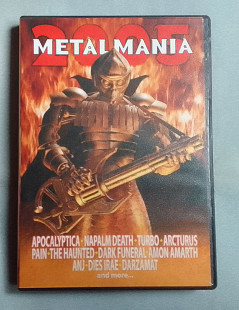 2005
METALMANIA
APOCALYPTICA · NAPALM DEATH · TURBO · ARCTURUS
PAIN · THE HAUNTED · DARK FUNERAL · AMON AMARTH
ANJ · DIES IRAE · DARZAMAT
and more...